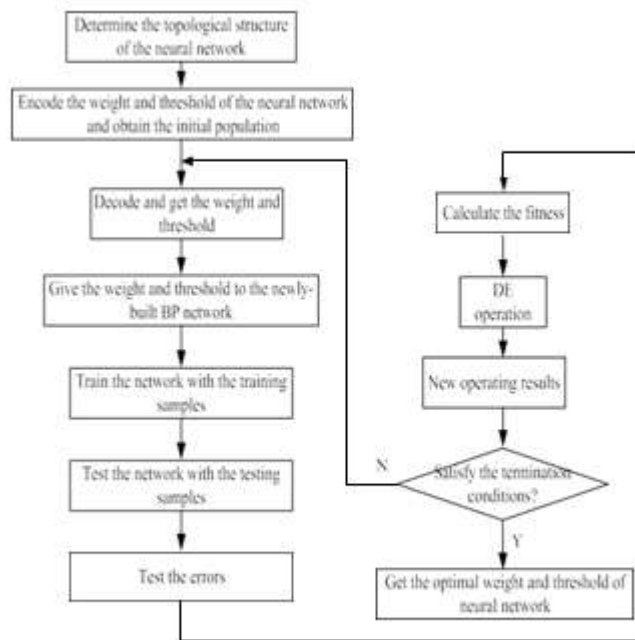 Determine the topological structure
of the neural network
Encode the weight and threshold of the neural network
and obtain the initial population
Decode and get the weight and
threshold
Give the weight and threshold to the newly-
built BP network
Train the network with the training
samples
Test the network with the testing
samples
Test the errors
Calculate the fitness
DE
operation
New operating results
N
Satisfy the termination
conditions?
Y
Get the optimal weight and threshold of
neural network